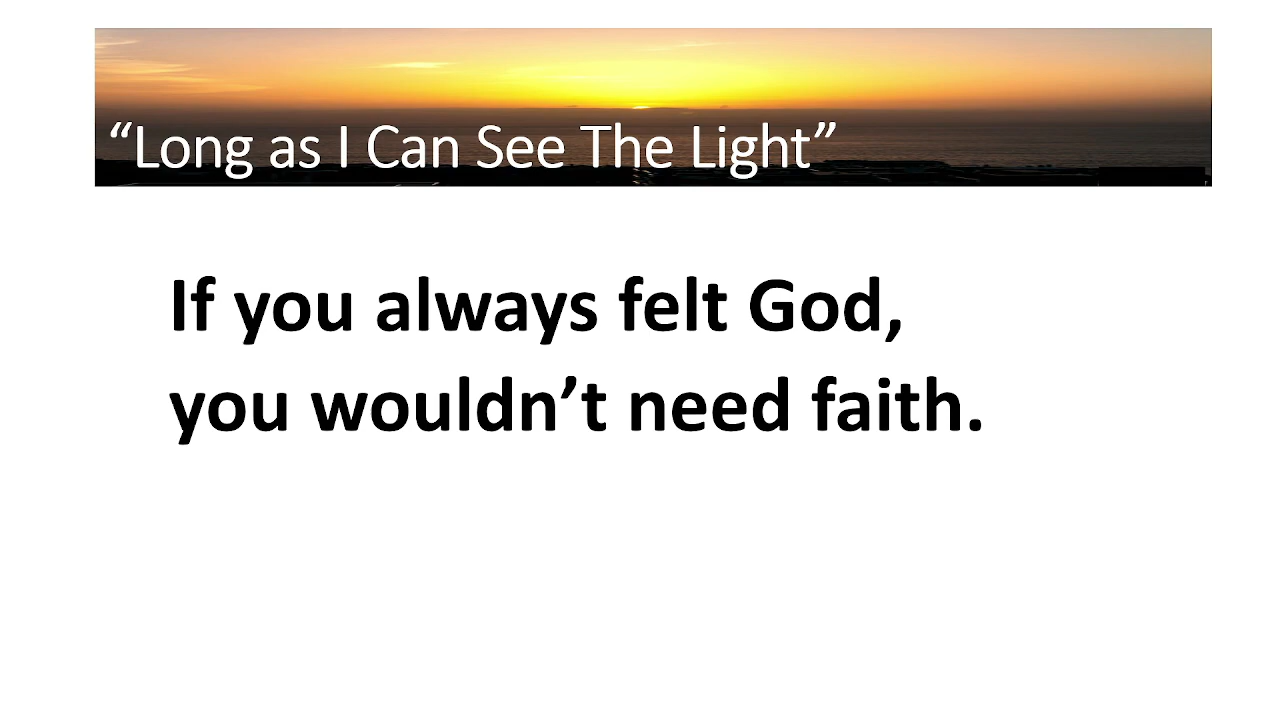 “Long as I Can See The Light”
If you always felt God,
you wouldn’t need faith.